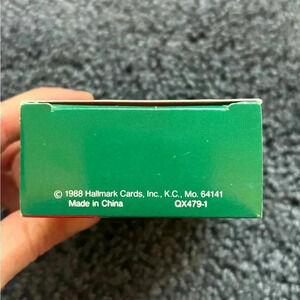 © 1988 Hallmark Cards, Inc., K.C., Mo. 64141
Made in China QX479-1